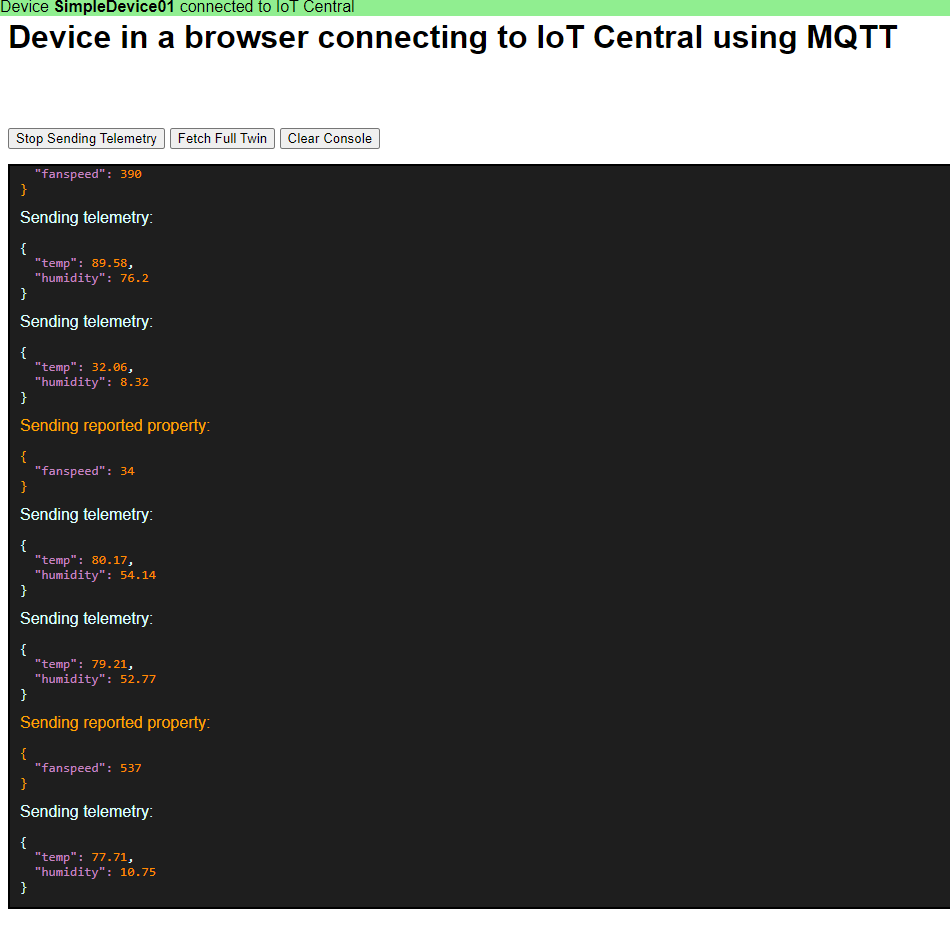 Device SimpleDevice01 connected to IoT Central
Device in a browser connecting to IoT Central using MQTT
Stop Sending Telemetry Fetch Full Twin Clear Console
"fanspeed": 390
}
Sending telemetry:
{
"temp": 89.58,
"humidity": 76.2
}
Sending telemetry:
{
"temp": 32.06,
"humidity": 8.32
}
Sending reported property:
{
"fanspeed": 34
}
Sending telemetry:
{
"temp": 80.17,
"humidity": 54.14
}
Sending telemetry:
{
"temp": 79.21,
"humidity": 52.77
}
Sending reported property:
{
"fanspeed": 537
}
Sending telemetry:
{
"temp": 77.71,
"humidity": 10.75
}